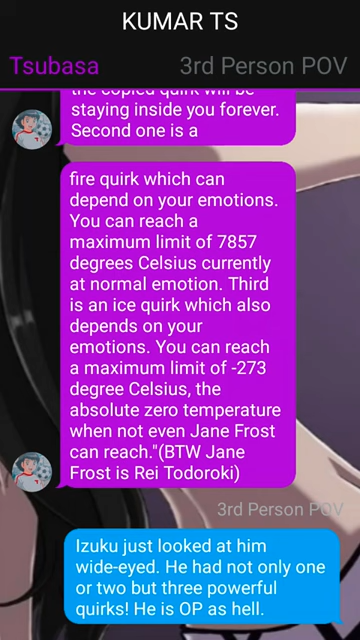 KUMAR TS
Tsubasa
3rd Person POV
the copied quirk will be
staying inside you forever.
Second one is a
fire quirk which can
depend on your emotions.
You can reach a
maximum limit of 7857
degrees Celsius currently
at normal emotion. Third
is an ice quirk which also
depends on your
emotions. You can reach
a maximum limit of -273
degree Celsius, the
absolute zero temperature
when not even Jane Frost
can reach."(BTW Jane
Frost is Rei Todoroki)
3rd Person POV
Izuku just looked at him
wide-eyed. He had not only one
or two but three powerful
quirks! He is OP as hell.